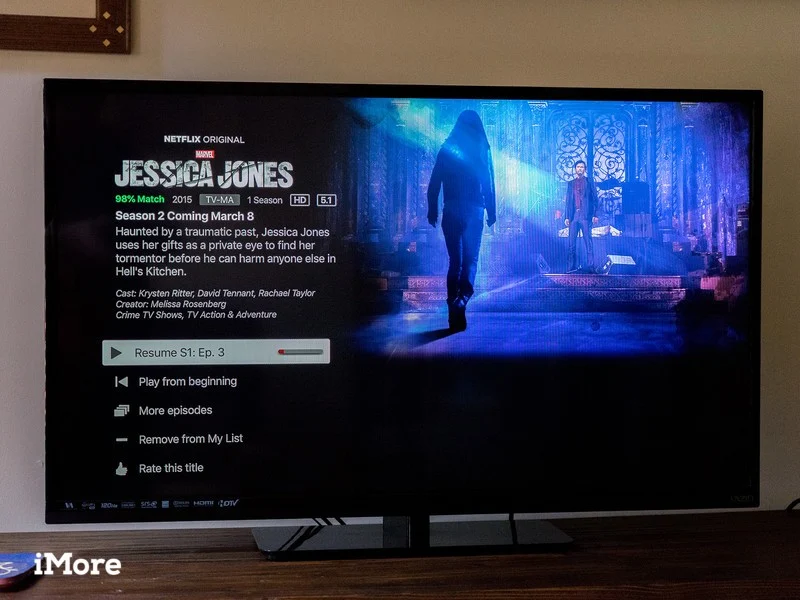 NETFLIX ORIGINAL
MARVEL
JESSICA JONES
98% Match 2015 TV-MA 1 Season HD 5.1
Season 2 Coming March 8
Haunted by a traumatic past, Jessica Jones
uses her gifts as a private eye to find her
tormentor before he can harm anyone else in
Hell's Kitchen.
Cast: Krysten Ritter, David Tennant, Rachael Taylor
Creator: Melissa Rosenberg
Crime TV Shows, TV Action & Adventure
Resume S1: Ep. 3
Play from beginning
More episodes
Remove from My List
Rate this title
HDMI HDTV
VIZIO
iMore